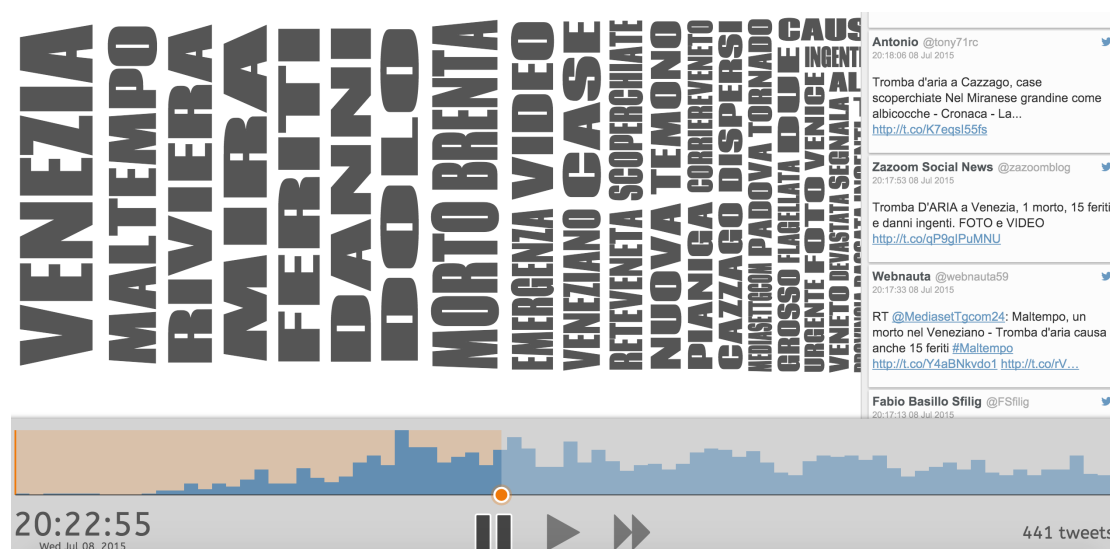 VENEZIA
MALTEMPO
RIVIERA
MIRA
FERITI
DANNI
DOLO
MORTO BRENTA
EMERGENZA VIDEO
VENEZIANO CASE
RETEVENETA SCOPERCHIATE
NUOVA TEMONO
PIANIGA CORRIEREVENETO
CAZZAGO DISPERSI
MEDIASETTGCOM PADOVA TORNADO
GROSSO FLAGELLATA DUE CAUS
URGENTE FOTO VENICE INGENTI
VENETO DEVASTATA SEGNALA AL
Antonio @tony71rc
20:18:06 08 Jul 2015
Tromba d'aria a Cazzago, case
scoperchiate Nel Miranese grandine come
albicocche - Cronaca - La...
http://t.co/K7eqsI55fs
Zazoom Social News @zazoomblog
20:17:53 08 Jul 2015
Tromba D'ARIA a Venezia, 1 morto, 15 feriti
e danni ingenti. FOTO e VIDEO
http://t.co/qP9gIPuMNU
Webnauta @webnauta59
20:17:33 08 Jul 2015
RT @MediasetTgcom24: Maltempo, un
morto nel Veneziano - Tromba d'aria causa
anche 15 feriti #Maltempo
http://t.co/Y4aBNkvdo1 http://t.co/rV…
Fabio Basillo Sfilig @FSfilig
20:17:13 08 Jul 2015
20:22:55
Wed Jul 08, 2015
441 tweets